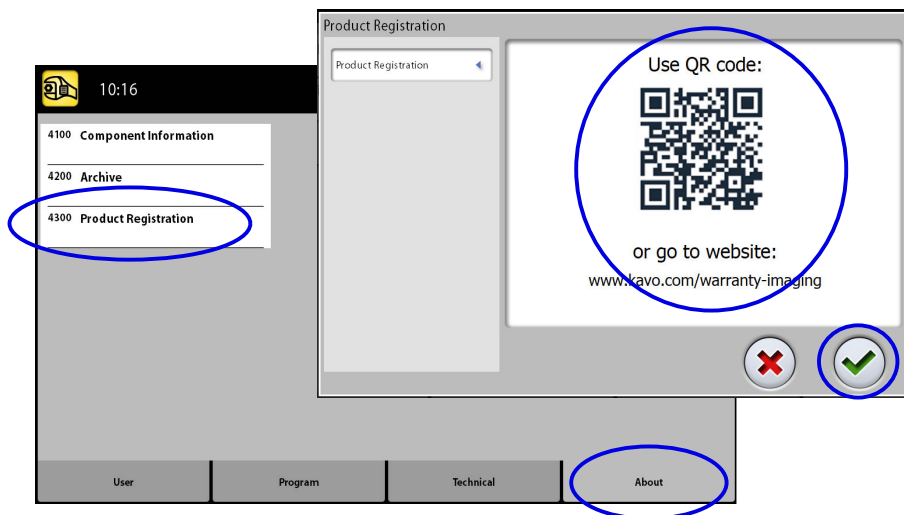 Product Registration
Product Registration
Use QR code:
or go to website:
www.kavo.com/warranty-imaging
10:16
4100 Component Information
4200 Archive
4300 Product Registration
User
Program
Technical
About